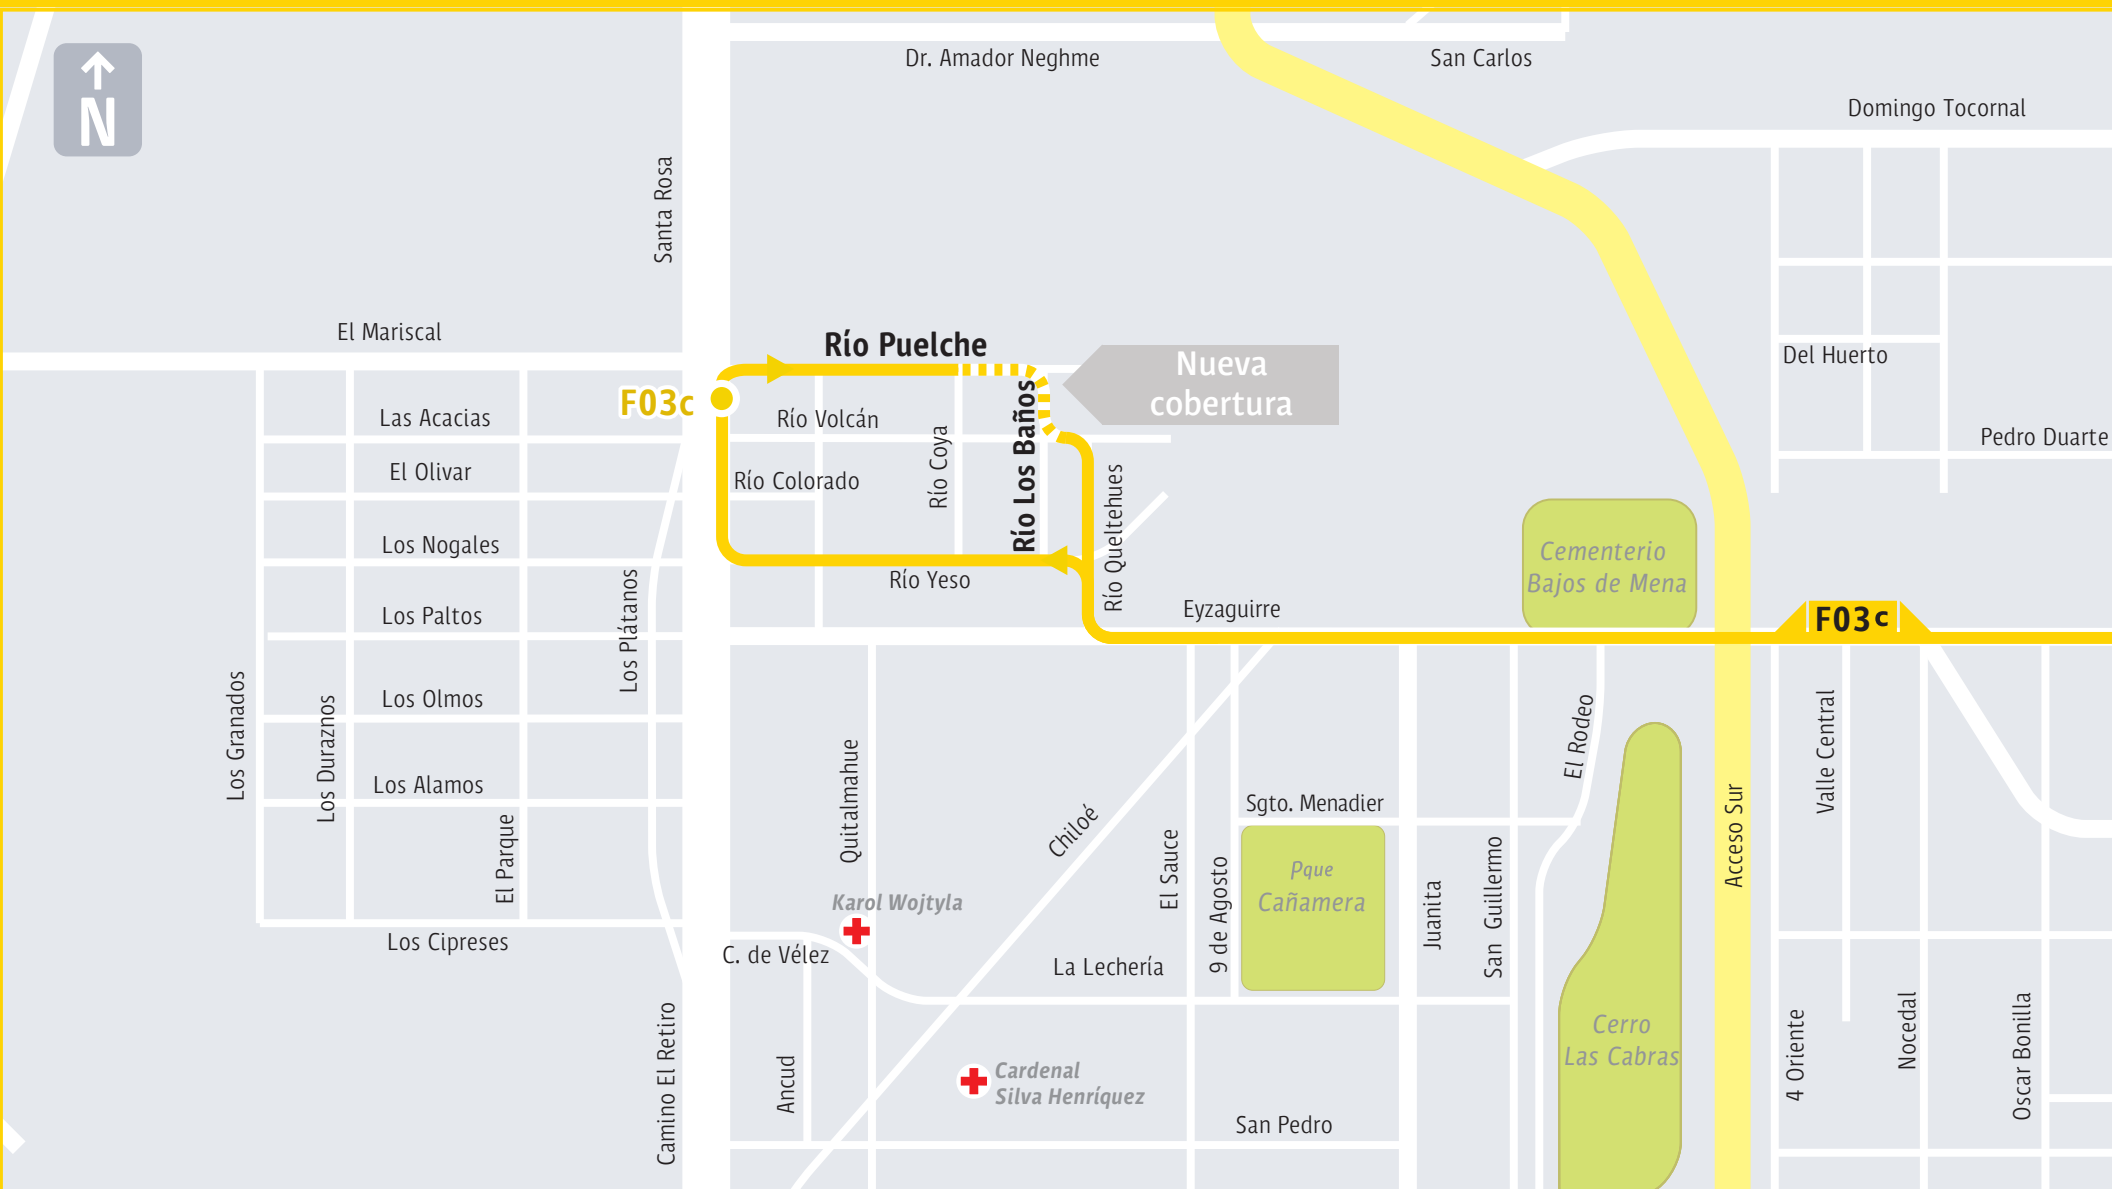 Dr. Amador Neghme
San Carlos
N
Domingo Tocornal
Santa Rosa
El Mariscal
Río Puelche
Nueva
cobertura
Del Huerto
F03c
Las Acacias
Río Volcán
Río Coya
Río Los Baños
Pedro Duarte
El Olivar
Río Colorado
Río Queltehues
Los Nogales
Río Yeso
Cementerio
Bajos de Mena
Los Plátanos
Los Paltos
Eyzaguirre
F03c
Los Granados
Los Duraznos
Los Olmos
El Rodeo
Valle Central
Los Alamos
Quitalmahue
Chiloé
Sgto. Menadier
Acceso Sur
El Parque
El Sauce
9 de Agosto
Pque
Cañamera
Juanita
San Guillermo
Karol Wojtyla
Los Cipreses
C. de Vélez
La Lechería
Camino El Retiro
Ancud
Cardenal
Silva Henríquez
Cerro
Las Cabras
4 Oriente
Nocedal
Oscar Bonilla
San Pedro